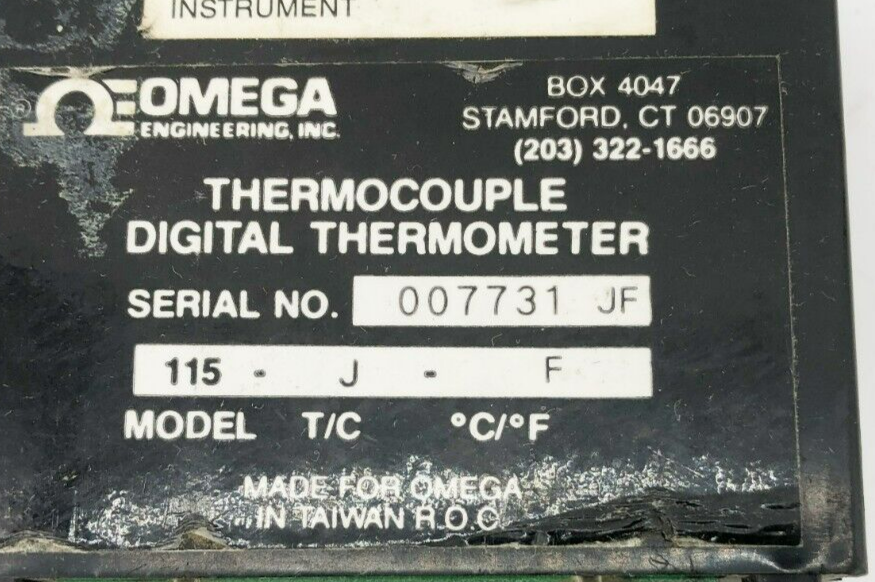 INSTRUMENT
OMEGA
ENGINEERING, INC.
BOX 4047
STAMFORD, CT 06907
(203) 322-1666
THERMOCOUPLE
DIGITAL THERMOMETER
SERIAL NO. 007731 JF
115 - J - F
MODEL T/C °C/°F
MADE FOR OMEGA
IN TAIWAN R.O.C.